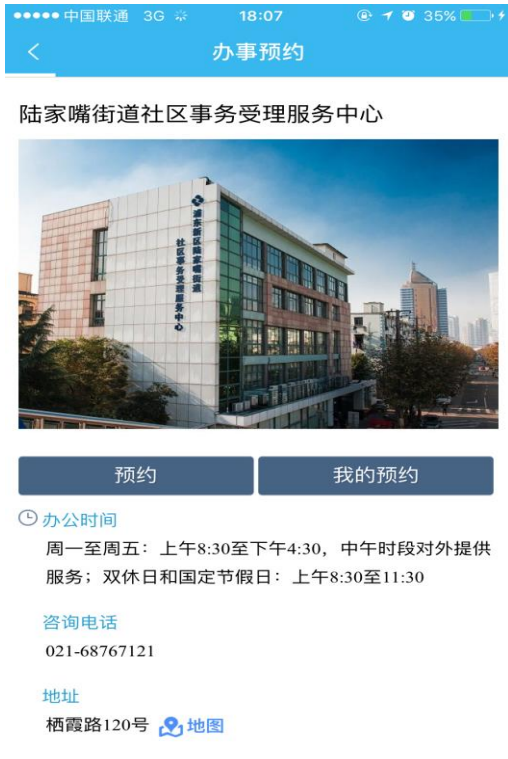 中国联通 3G 18:07 35%
办事预约
陆家嘴街道社区事务受理服务中心
浦东新区陆家嘴街道
社区事务受理服务中心
预约 我的预约
办公时间
周一至周五：上午8:30至下午4:30，中午时段对外提供
服务；双休日和国定节假日：上午8:30至11:30
咨询电话
021-68767121
地址
栖霞路120号 地图